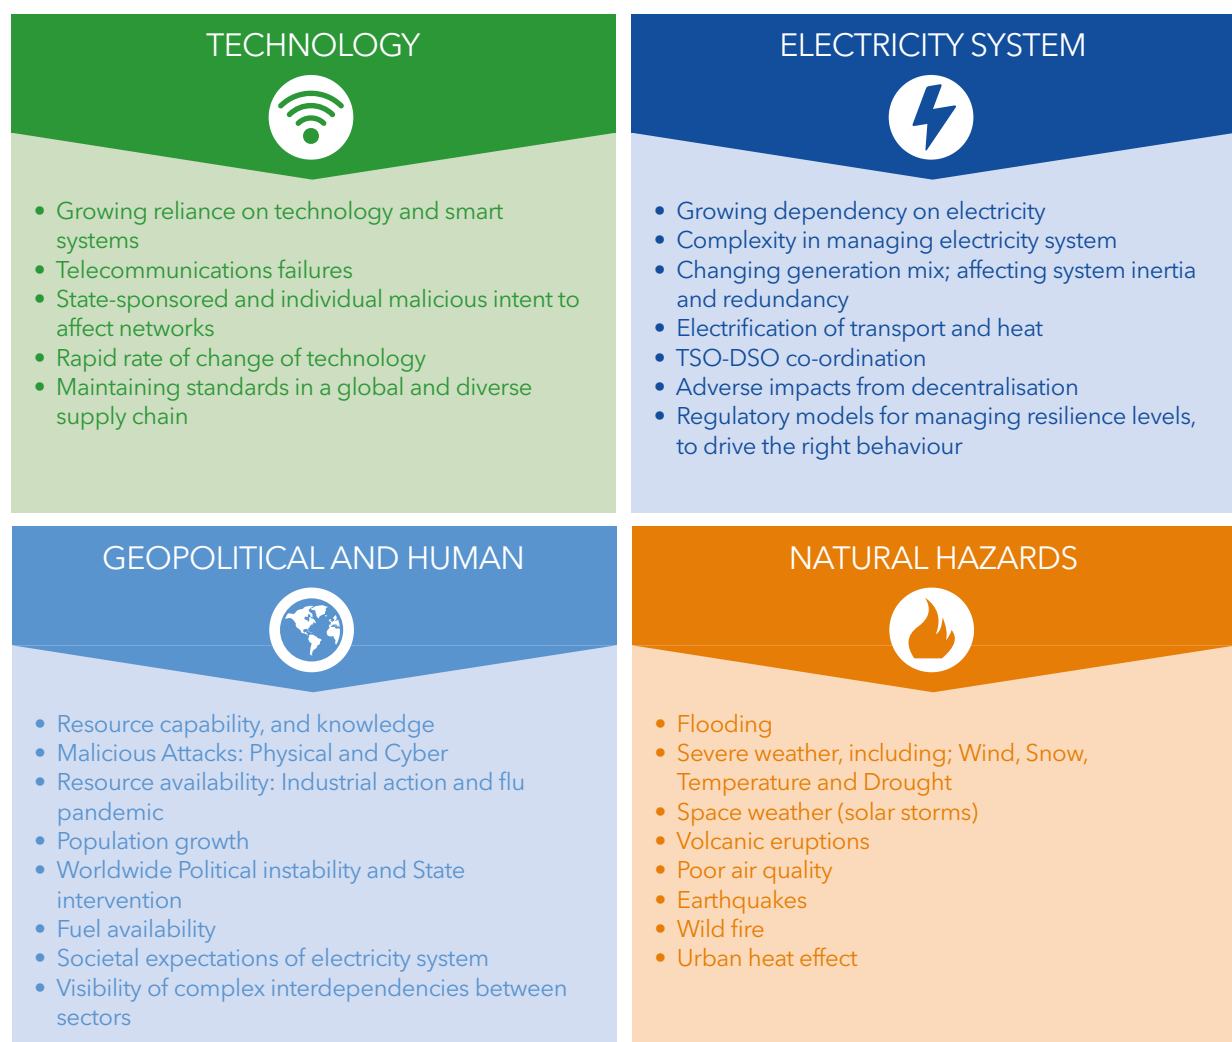 TECHNOLOGY
• Growing reliance on technology and smart
systems
• Telecommunications failures
• State-sponsored and individual malicious intent to
affect networks
• Rapid rate of change of technology
• Maintaining standards in a global and diverse
supply chain
ELECTRICITY SYSTEM
• Growing dependency on electricity
• Complexity in managing electricity system
• Changing generation mix; affecting system inertia
and redundancy
• Electrification of transport and heat
• TSO-DSO co-ordination
• Adverse impacts from decentralisation
• Regulatory models for managing resilience levels,
to drive the right behaviour
GEOPOLITICAL AND HUMAN
• Resource capability, and knowledge
• Malicious Attacks: Physical and Cyber
• Resource availability: Industrial action and flu
pandemic
• Population growth
• Worldwide Political instability and State
intervention
• Fuel availability
• Societal expectations of electricity system
• Visibility of complex interdependencies between
sectors
NATURAL HAZARDS
• Flooding
• Severe weather, including; Wind, Snow,
Temperature and Drought
• Space weather (solar storms)
• Volcanic eruptions
• Poor air quality
• Earthquakes
• Wild fire
• Urban heat effect